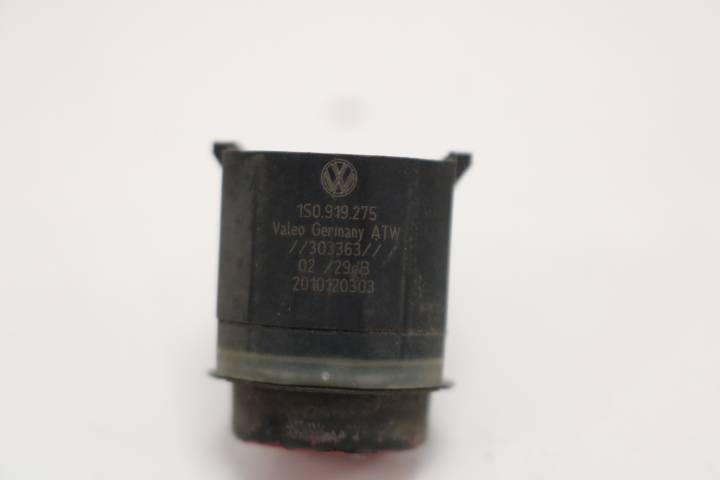 1S0.919.275
Valeo Germany ATW
//303363// /
02 /29dB
2010120303